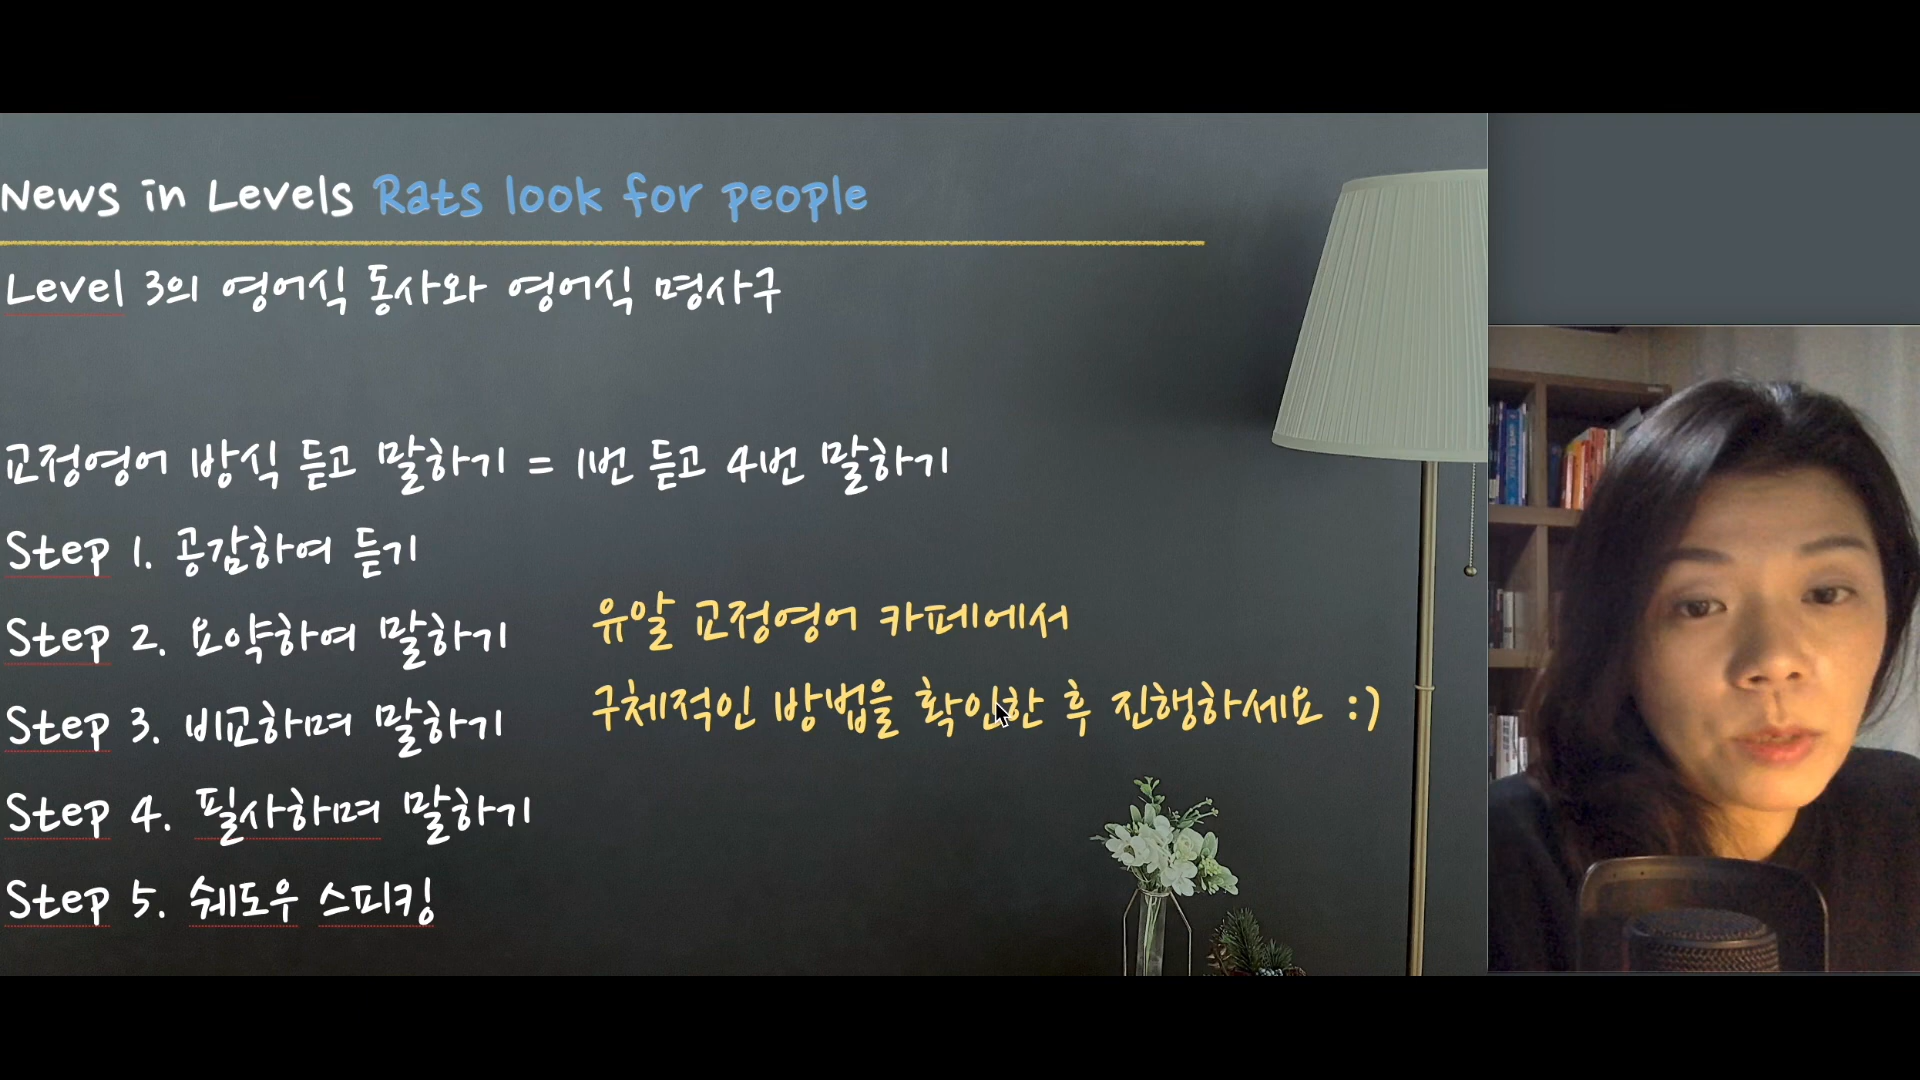 News in Levels Rats look for people
Level 3의 영어식 동사와 영어식 명사구
교정영어 방식 듣고 말하기 = 1번 듣고 4번 말하기
Step 1. 공감하여 듣기
Step 2. 요약하여 말하기
유알 교정영어 카페에서
Step 3. 비교하며 말하기
구체적인 방법을 확인한 후 진행하세요 :)
Step 4. 필사하며 말하기
Step 5. 쉐도우 스피킹